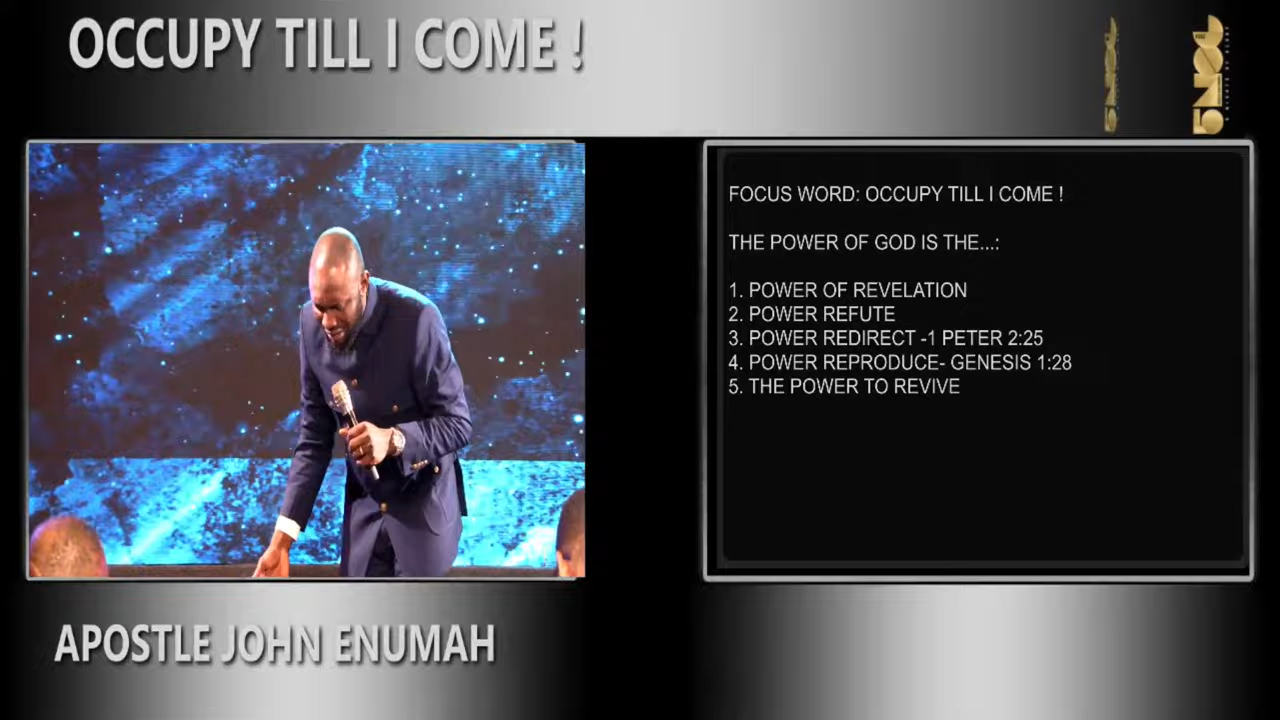 OCCUPY TILL I COME !
FOCUS WORD: OCCUPY TILL I COME !
THE POWER OF GOD IS THE...:
1. POWER OF REVELATION
2. POWER REFUTE
3. POWER REDIRECT -1 PETER 2:25
4. POWER REPRODUCE- GENESIS 1:28
5. THE POWER TO REVIVE
APOSTLE JOHN ENUMAH